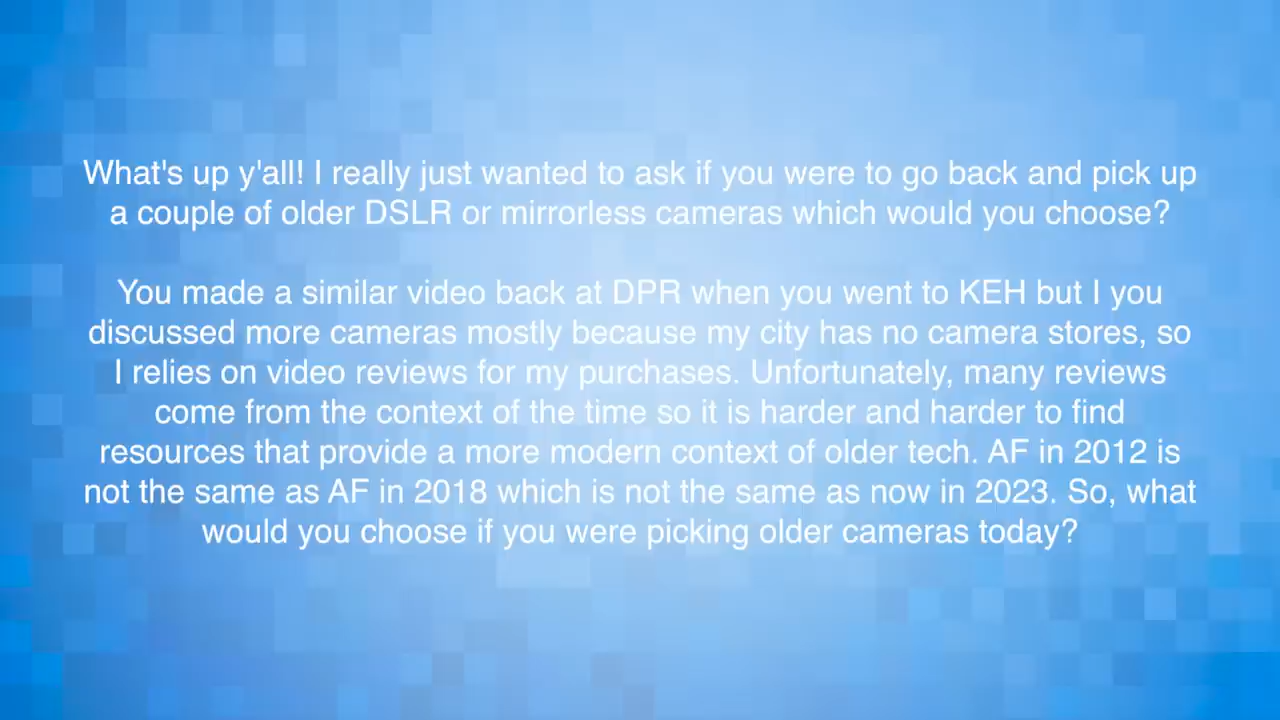 What's up y'all! I really just wanted to ask if you were to go back and pick up
a couple of older DSLR or mirrorless cameras which would you choose?
You made a similar video back at DPR when you went to KEH but I you
discussed more cameras mostly because my city has no camera stores, so
I relies on video reviews for my purchases. Unfortunately, many reviews
come from the context of the time so it is harder and harder to find
resources that provide a more modern context of older tech. AF in 2012 is
not the same as AF in 2018 which is not the same as now in 2023. So, what
would you choose if you were picking older cameras today?